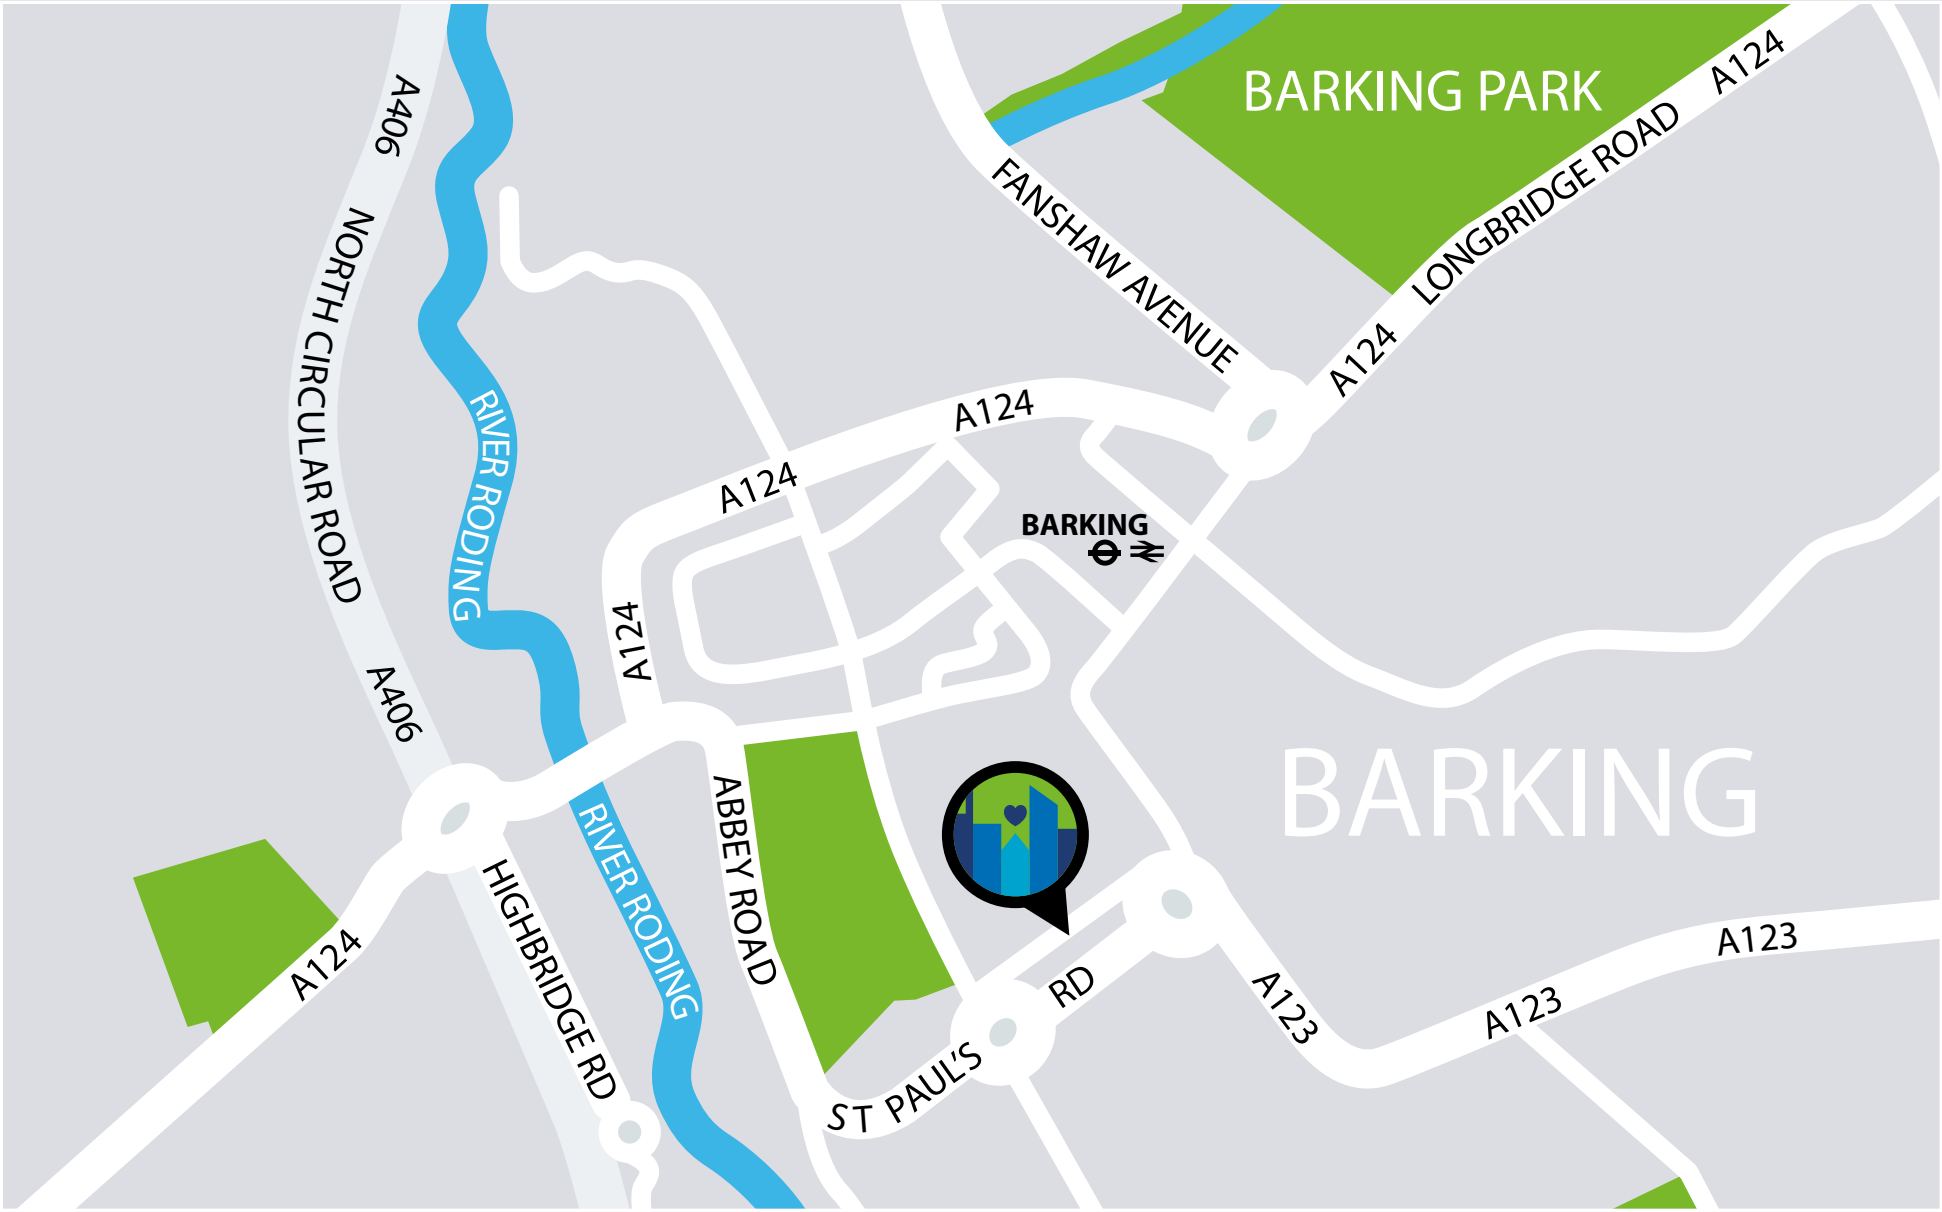 A124
BARKING PARK
A406
LONGBRIDGE ROAD
FANSHAW AVENUE
NORTH CIRCULAR ROAD
A124
A124
RIVER RODING
A124
BARKING
A124
A406
BARKING
ABBEY ROAD
RIVER RODING
HIGHBRIDGE RD
A124
A123
RD
A123
A123
ST PAUL'S